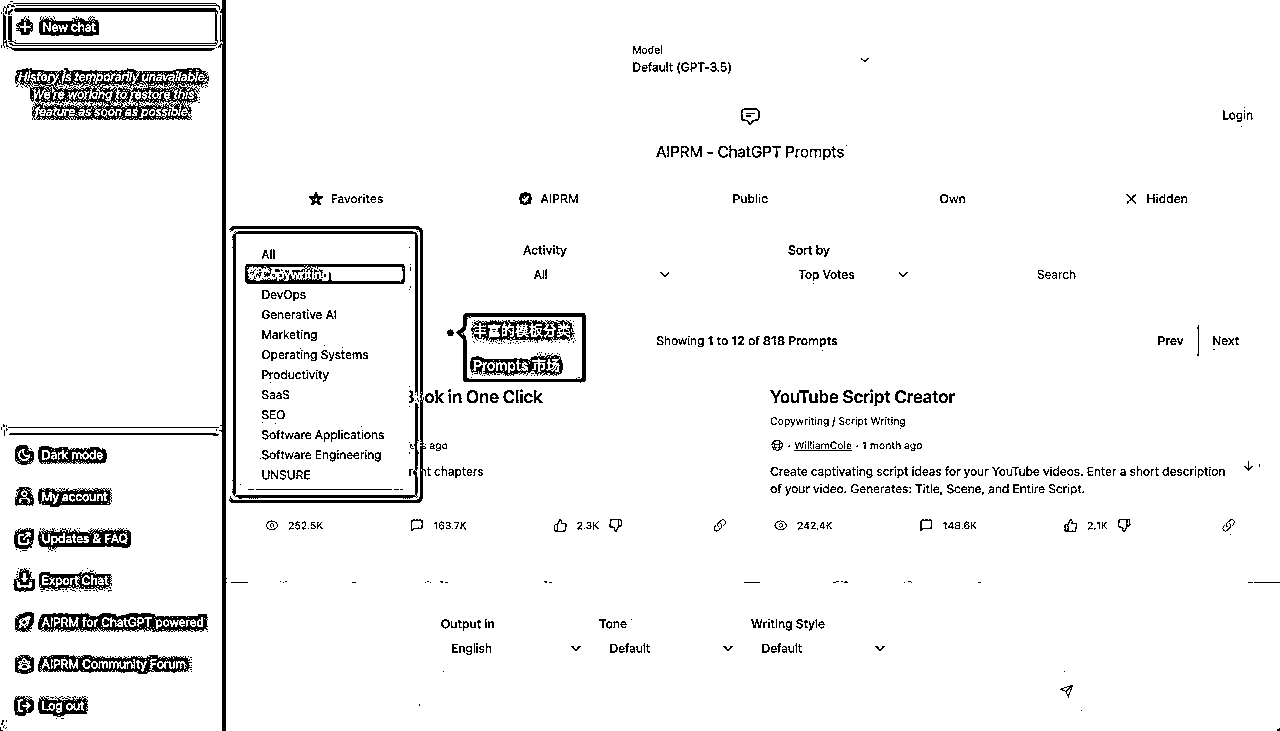 New chat
History is temporarily unavailable.
We're working to restore this
feature as soon as possible.
Dark mode
My account
Updates & FAQ
Export Chat
AIPRM for ChatGPT powered
AIPRM Community Forum
Log out
Model
Default (GPT-3.5)
Login
AIPRM - ChatGPT Prompts
Favorites
AIPRM
Public
Own
Hidden
All
Copywriting
DevOps
Generative AI
Marketing
Operating Systems
Productivity
SaaS
SEO
Software Applications
Software Engineering
UNSURE
Activity
All
Sort by
Top Votes
Search
丰富的模板分类
Prompts 市场
Showing 1 to 12 of 818 Prompts
Prev
Next
ok in One Click
ago
chapters
252.5K
163.7K
2.3K
YouTube Script Creator
Copywriting / Script Writing
· WilliamCole · 1 month ago
Create captivating script ideas for your YouTube videos. Enter a short description
of your video. Generates: Title, Scene, and Entire Script.
242.4K
148.6K
2.1K
Output in
English
Tone
Default
Writing Style
Default